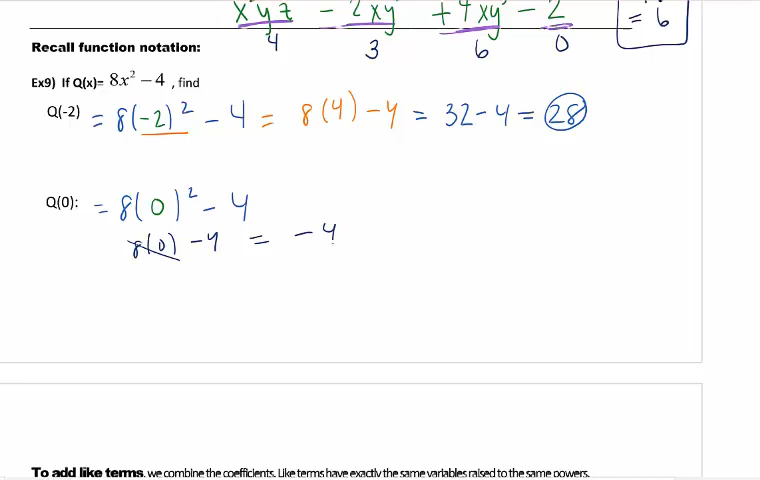 x yz - 2xy + 4xy - 2
4 3 6 0 = 6
Recall function notation:
Ex9) If Q(x)= 8x² − 4 , find
Q(-2) = 8(-2)² - 4 = 8(4) - 4 = 32 - 4 = 28
Q(0): = 8(0)² - 4
8(0) - 4 = - 4
To add like terms, we combine the coefficients. Like terms have exactly the same variables raised to the same powers.